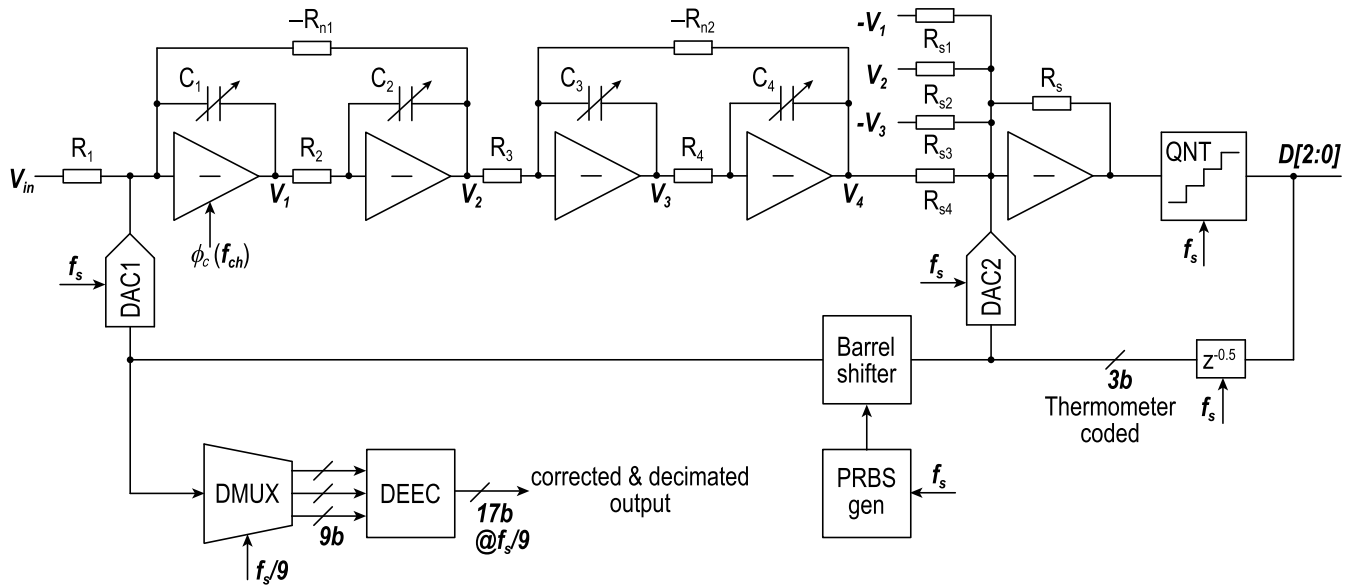 –Rn1
–Rn2
-V1
Rs1
C1
C2
C3
C4
V2
Rs2
Rs
-V3
Rs3
R1
R2
R3
R4
QNT
D[2:0]
Vin
V1
V2
V3
V4
Rs4
ϕc(fch)
fs
DAC1
fs
DAC2
fs
Barrel
shifter
z-0.5
3b
Thermometer
coded
fs
DMUX
DEEC
9b
17b
@fs/9
corrected & decimated
output
PRBS
gen
fs
fs/9